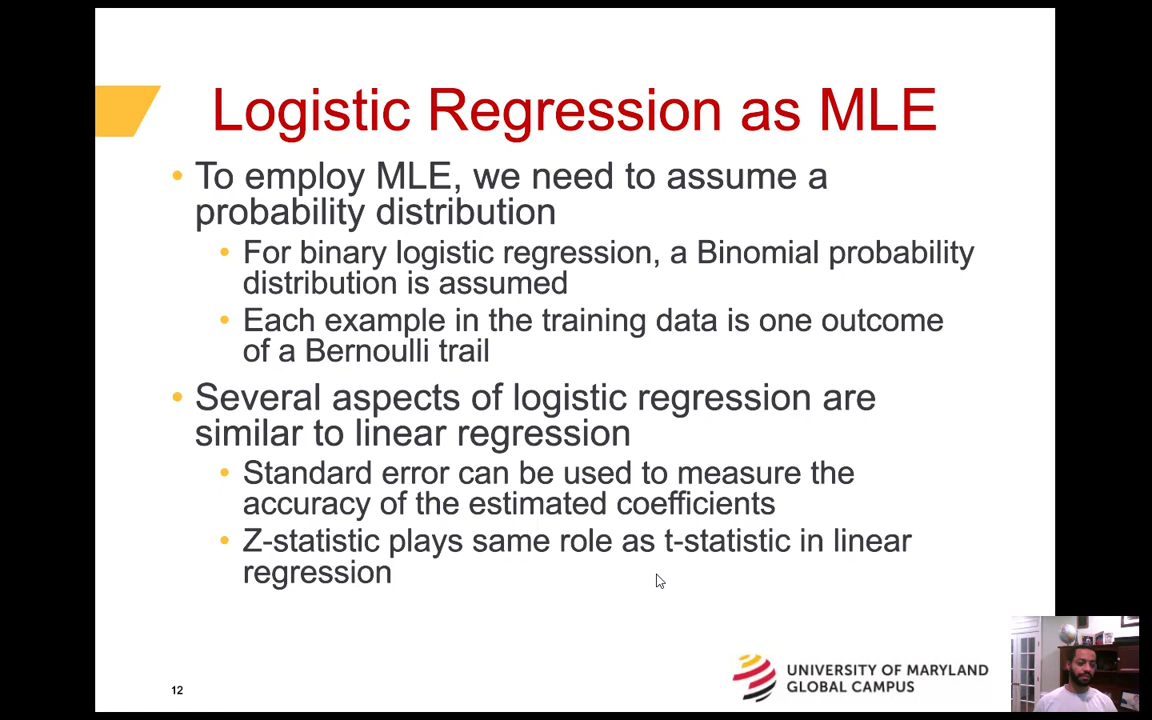 Logistic Regression as MLE
• To employ MLE, we need to assume a
probability distribution
• For binary logistic regression, a Binomial probability
distribution is assumed
• Each example in the training data is one outcome
of a Bernoulli trail
• Several aspects of logistic regression are
similar to linear regression
• Standard error can be used to measure the
accuracy of the estimated coefficients
• Z-statistic plays same role as t-statistic in linear
regression
12
UNIVERSITY OF MARYLAND
GLOBAL CAMPUS